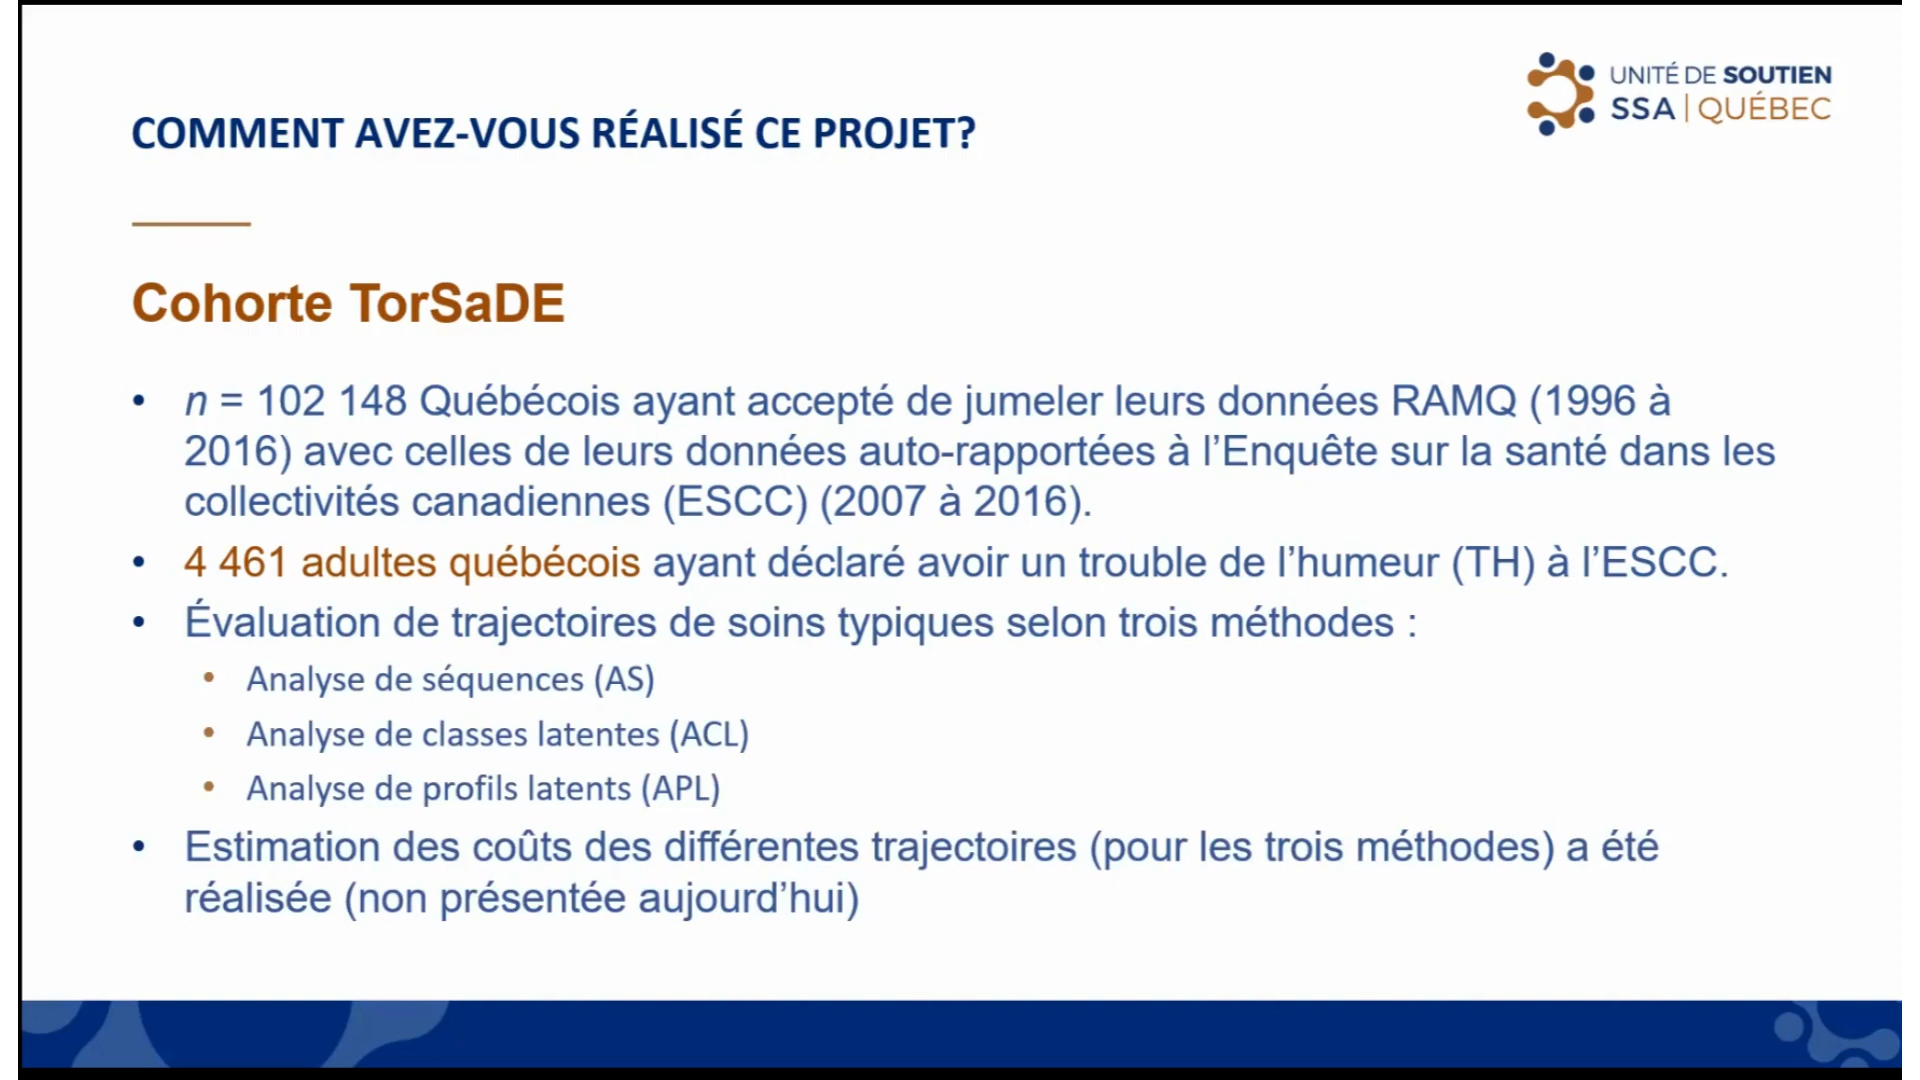 UNITÉ DE SOUTIEN
SSA | QUÉBEC
COMMENT AVEZ-VOUS RÉALISÉ CE PROJET?
Cohorte TorSaDE
• n = 102 148 Québécois ayant accepté de jumeler leurs données RAMQ (1996 à
2016) avec celles de leurs données auto-rapportées à l’Enquête sur la santé dans les
collectivités canadiennes (ESCC) (2007 à 2016).
• 4 461 adultes québécois ayant déclaré avoir un trouble de l’humeur (TH) à l’ESCC.
• Évaluation de trajectoires de soins typiques selon trois méthodes :
• Analyse de séquences (AS)
• Analyse de classes latentes (ACL)
• Analyse de profils latents (APL)
• Estimation des coûts des différentes trajectoires (pour les trois méthodes) a été
réalisée (non présentée aujourd’hui)